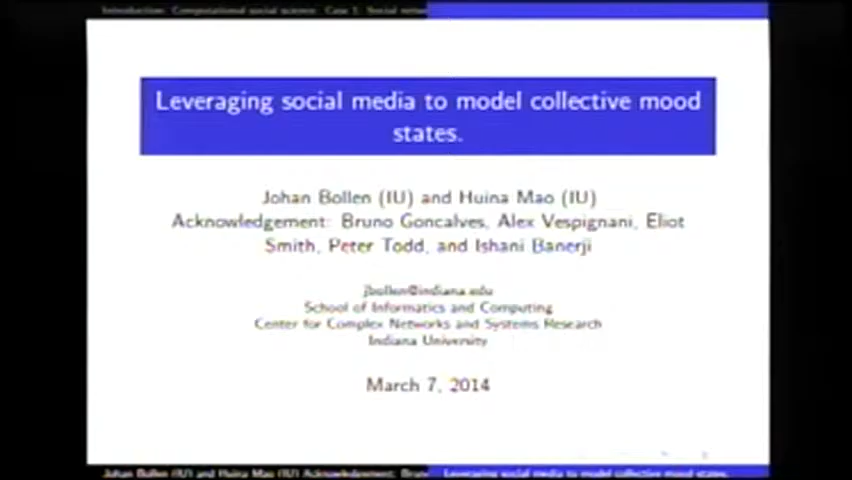 Introduction: Computational social science Case 1: Social netw
Leveraging social media to model collective mood
states.
Johan Bollen (IU) and Huina Mao (IU)
Acknowledgement: Bruno Goncalves, Alex Vespignani, Eliot
Smith, Peter Todd, and Ishani Banerji
jbollen@indiana.edu
School of Informatics and Computing
Center for Complex Networks and Systems Research
Indiana University
March 7, 2014
Johan Bollen (IU) and Huina Mao (IU) Acknowledgement: Brun
Leveraging social media to model collective mood states.